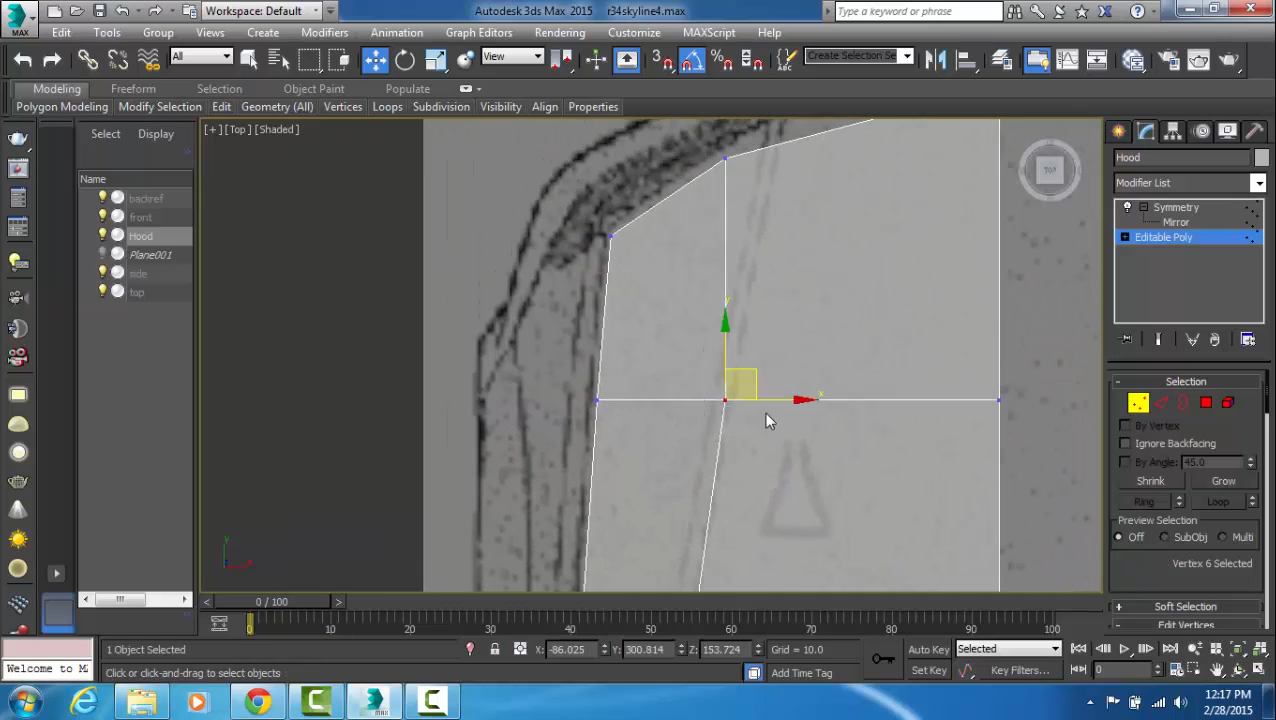 Workspace: Default
Autodesk 3ds Max 2015 r34skyline4.max
Type a keyword or phrase
MAX
Edit Tools Group Views Create Modifiers Animation Graph Editors Rendering Customize MAXScript Help
All View 3 Create Selection Se
Modeling Freeform Selection Object Paint Populate
Polygon Modeling Modify Selection Edit Geometry (All) Vertices Loops Subdivision Visibility Align Properties
Select Display
Name
backref
front
Hood
Plane001
side
top
[+] [Top] [Shaded]
TOP
y
x
y
x
Hood
Modifier List
Symmetry
Mirror
Editable Poly
Selection
By Vertex
Ignore Backfacing
By Angle: 45.0
Shrink Grow
Ring Loop
Preview Selection
Off SubObj Multi
Vertex 6 Selected
Soft Selection
Edit Vertices
0 / 100
0 10 20 30 40 50 60 70 80 90 100
1 Object Selected X: -86.025 Y: 300.814 Z: 153.724 Grid = 10.0 Auto Key Selected
Welcome to M Click or click-and-drag to select objects Add Time Tag Set Key Key Filters... 0
12:17 PM
2/28/2015